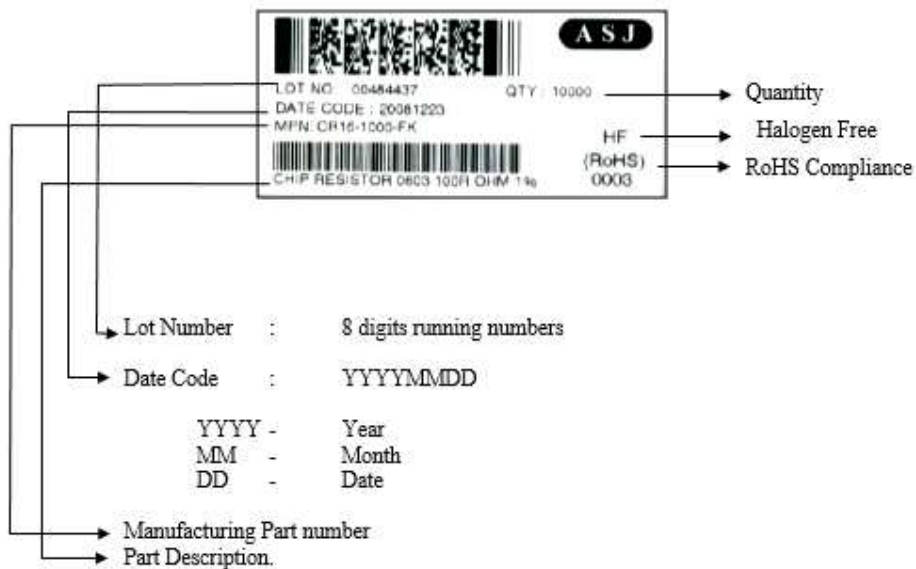 ASJ
LOT NO : 00484437 QTY : 10000
DATE CODE : 20081223
MPN: CR16-1000-FK
HF
(RoHS)
0003
CHIP RESISTOR 0603 100R OHM 1%
Quantity
Halogen Free
RoHS Compliance
Lot Number : 8 digits running numbers
Date Code : YYYYMMDD
YYYY - Year
MM - Month
DD - Date
Manufacturing Part number
Part Description.